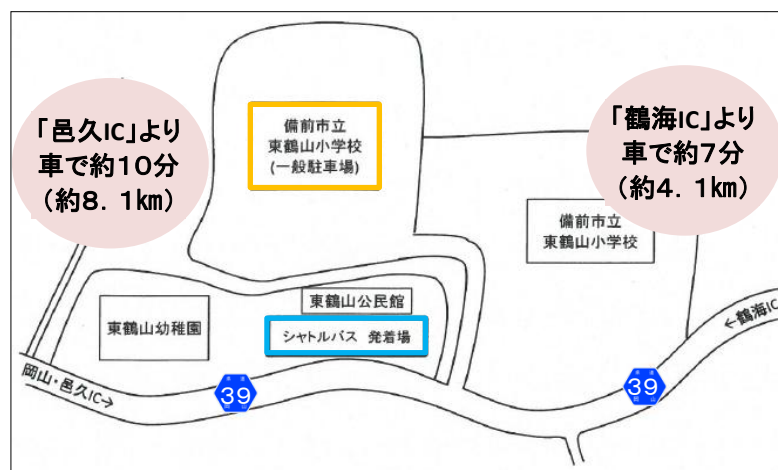 「邑久IC」より
車で約10分
（約8．1㎞）
備前市立
東鶴山小学校
(一般駐車場)
「鶴海IC」より
車で約7分
（約4．1㎞）
備前市立
東鶴山小学校
東鶴山公民館
東鶴山幼稚園
シャトルバス 発着場
←鶴海IC
岡山・邑久IC→
39
39